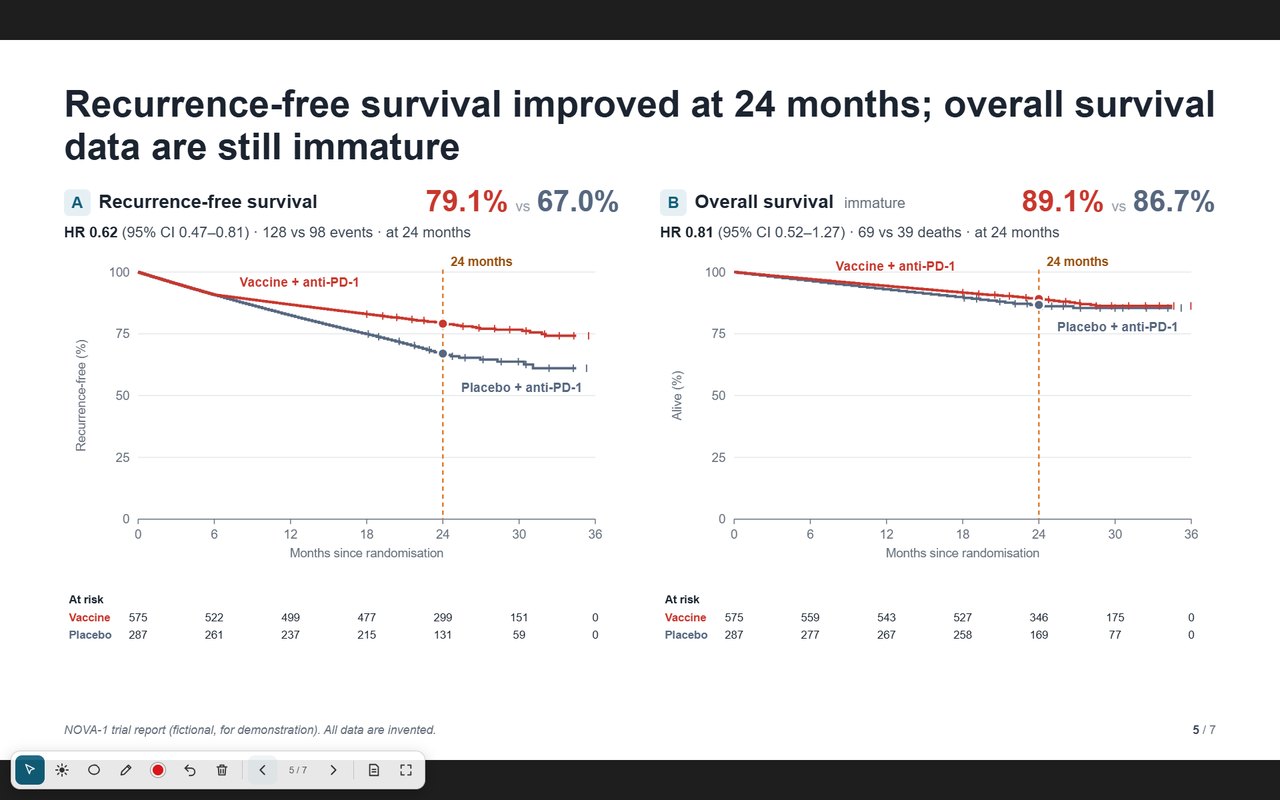 Recurrence-free survival improved at 24 months; overall survival
data are still immature
A Recurrence-free survival 79.1% vs 67.0%
HR 0.62 (95% CI 0.47–0.81) · 128 vs 98 events · at 24 months
24 months
Vaccine + anti-PD-1
Placebo + anti-PD-1
100
75
50
25
0
Recurrence-free (%)
0 6 12 18 24 30 36
Months since randomisation
At risk
Vaccine 575 522 499 477 299 151 0
Placebo 287 261 237 215 131 59 0
B Overall survival immature 89.1% vs 86.7%
HR 0.81 (95% CI 0.52–1.27) · 69 vs 39 deaths · at 24 months
24 months
Vaccine + anti-PD-1
Placebo + anti-PD-1
100
75
50
25
0
Alive (%)
0 6 12 18 24 30 36
Months since randomisation
At risk
Vaccine 575 559 543 527 346 175 0
Placebo 287 277 267 258 169 77 0
NOVA-1 trial report (fictional, for demonstration). All data are invented.
5 / 7
5 / 7